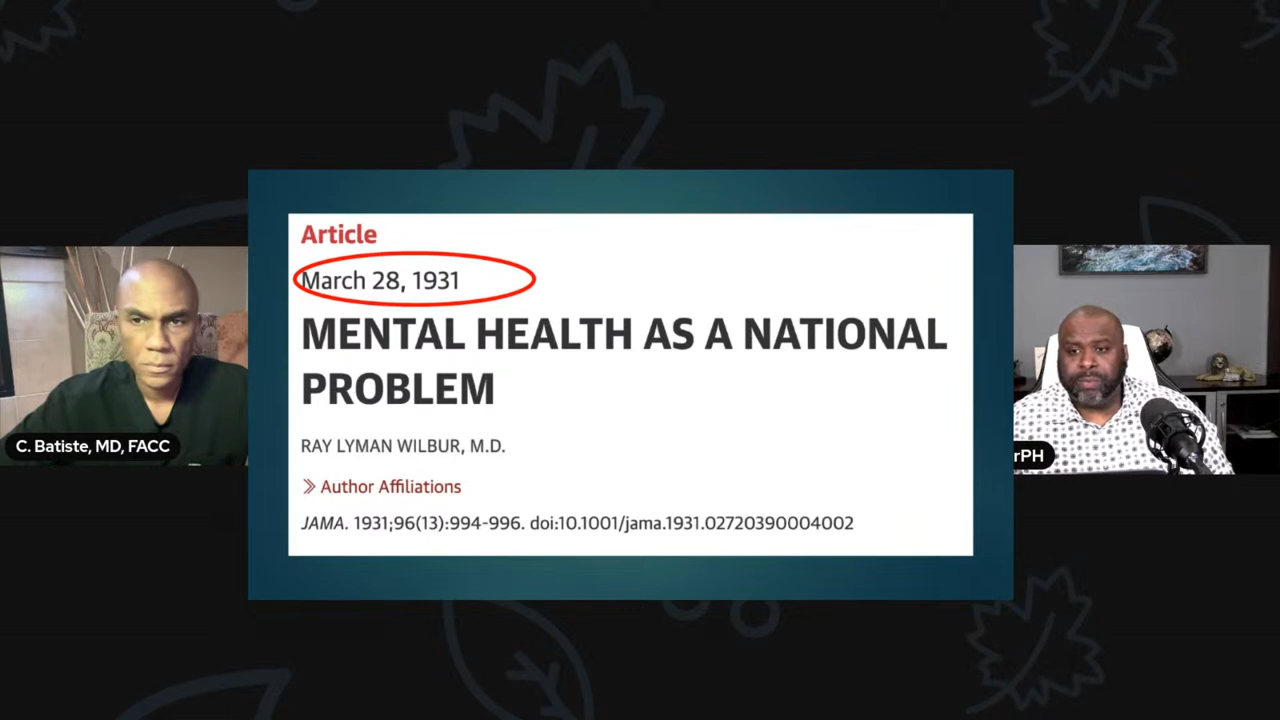 Article
March 28, 1931
MENTAL HEALTH AS A NATIONAL
PROBLEM
RAY LYMAN WILBUR, M.D.
» Author Affiliations
JAMA. 1931;96(13):994-996. doi:10.1001/jama.1931.02720390004002
C. Batiste, MD, FACC
rPH